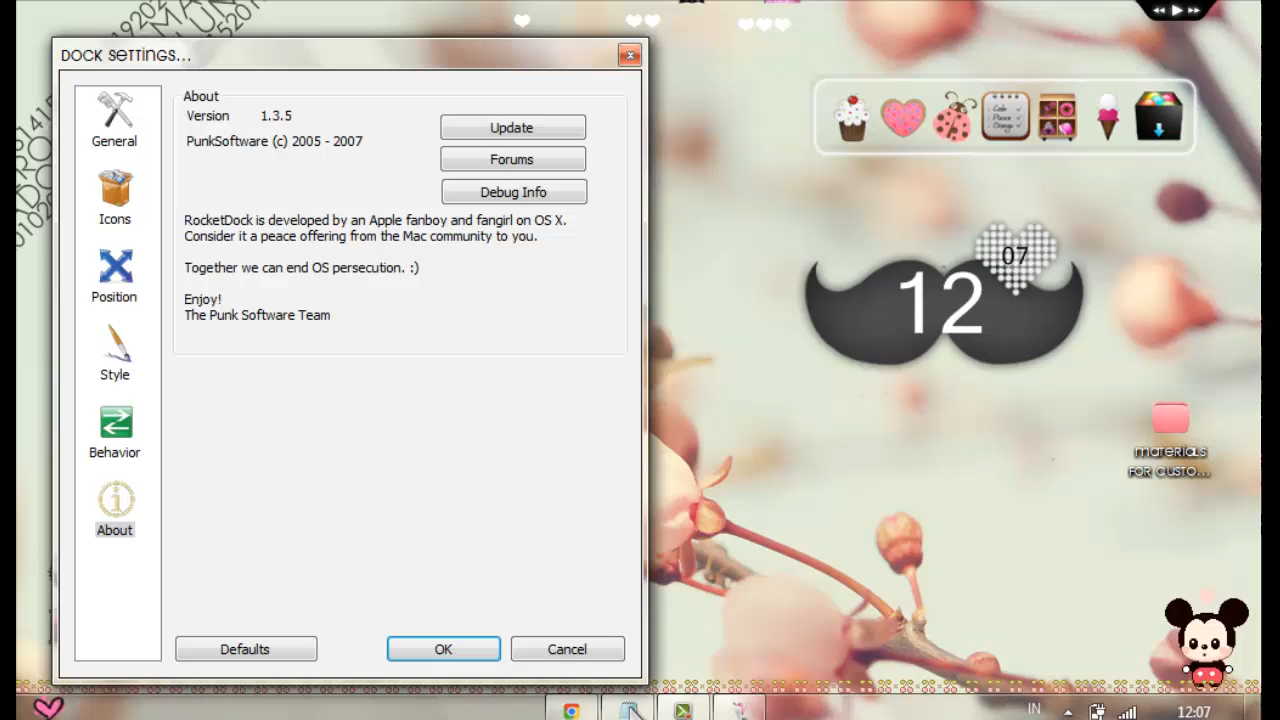 Dock Settings...
General
Icons
Position
Style
Behavior
About
About
Version 1.3.5
PunkSoftware (c) 2005 - 2007
Update
Forums
Debug Info
RocketDock is developed by an Apple fanboy and fangirl on OS X.
Consider it a peace offering from the Mac community to you.
Together we can end OS persecution. :)
Enjoy!
The Punk Software Team
Defaults
OK
Cancel
07
12
materials
for custo...
IN
12:07